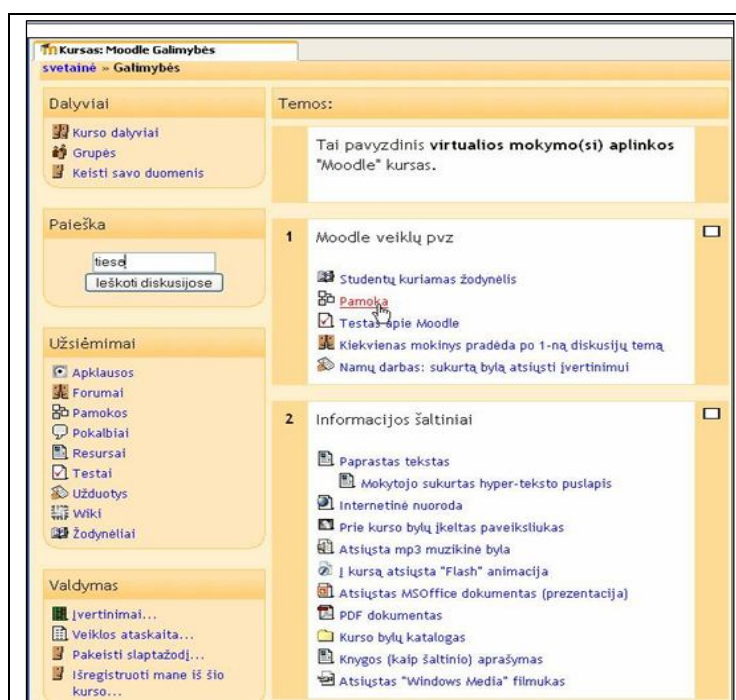 Kursas: Moodle Galimybės
svetainė » Galimybės
Dalyviai
Kurso dalyviai
Grupės
Keisti savo duomenis
Paieška
tiesę
Ieškoti diskusijose
Užsiėmimai
Apklausos
Forumai
Pamokos
Pokalbiai
Resursai
Testai
Užduotys
Wiki
Žodynėliai
Valdymas
Įvertinimai...
Veiklos ataskaita...
Pakeisti slaptažodį...
Išregistruoti mane iš šio
kurso...
Temos:
Tai pavyzdinis virtualios mokymo(si) aplinkos
"Moodle" kursas.
1 Moodle veiklų pvz
Studentų kuriamas žodynėlis
Pamoka
Testas apie Moodle
Kiekvienas mokinys pradėda po 1-ną diskusijų temą
Namų darbas: sukurtą bylą atsiųsti įvertinimui
2 Informacijos šaltiniai
Paprastas tekstas
Mokytojo sukurtas hyper-teksto puslapis
Internetinė nuoroda
Prie kurso bylų įkeltas paveiksliukas
Atsiųsta mp3 muzikinė byla
Į kursą atsiųsta "Flash" animacija
Atsiųstas MSOffice dokumentas (prezentacija)
PDF dokumentas
Kurso bylų katalogas
Knygos (kaip šaltinio) aprašymas
Atsiųstas "Windows Media" filmukas